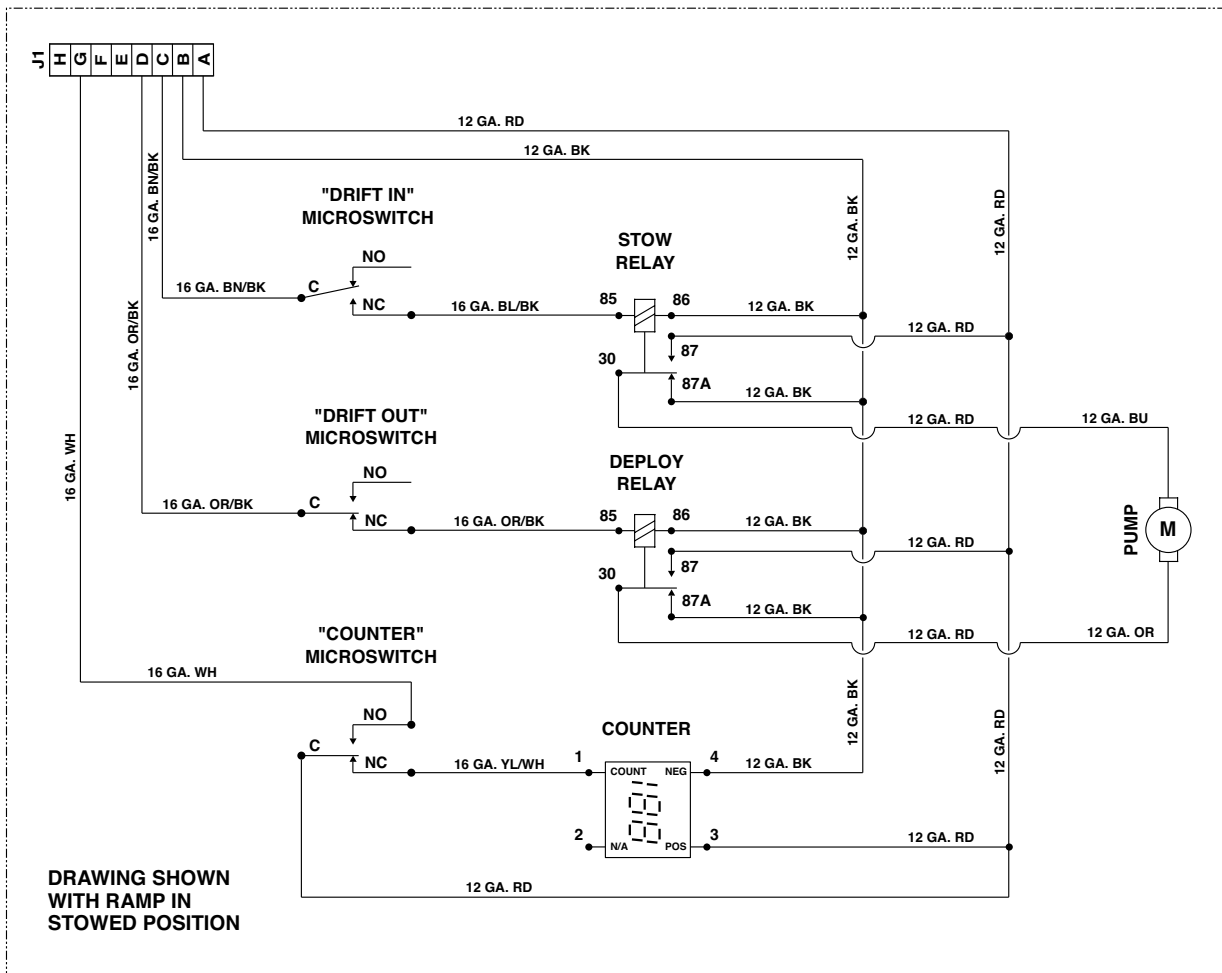 J1
H G F E D C B A
12 GA. RD
12 GA. BK
16 GA. BN/BK
16 GA. OR/BK
16 GA. WH
12 GA. BK
12 GA. RD
"DRIFT IN"
MICROSWITCH
NO
C
NC
16 GA. BN/BK
16 GA. BL/BK
STOW
RELAY
85
86
12 GA. BK
12 GA. RD
87
30
87A
12 GA. BK
12 GA. RD
12 GA. BU
"DRIFT OUT"
MICROSWITCH
NO
16 GA. OR/BK
C
NC
16 GA. OR/BK
DEPLOY
RELAY
85
86
12 GA. BK
12 GA. RD
87
30
87A
12 GA. BK
12 GA. RD
12 GA. OR
PUMP
M
"COUNTER"
MICROSWITCH
16 GA. WH
NO
C
NC
16 GA. YL/WH
12 GA. BK
12 GA. RD
COUNTER
1
4
COUNT
NEG
12 GA. BK
2
3
N/A
POS
12 GA. RD
12 GA. RD
DRAWING SHOWN
WITH RAMP IN
STOWED POSITION